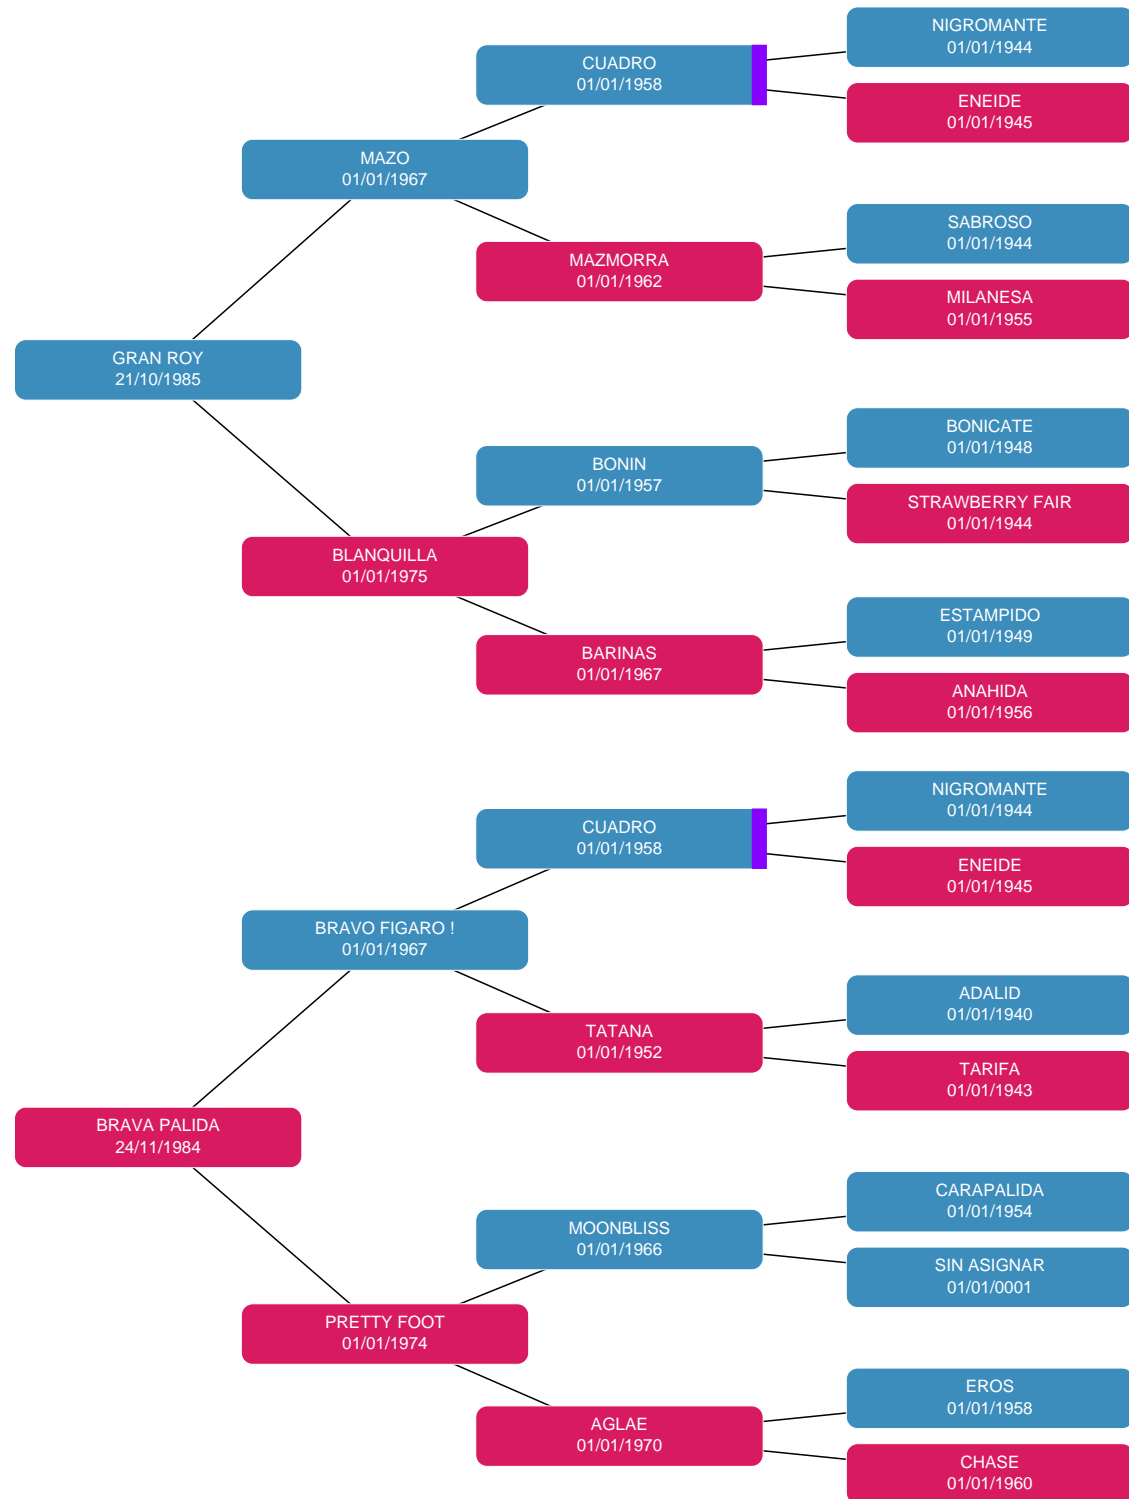 NIGROMANTE
01/01/1944
CUADRO
01/01/1958
ENEIDE
01/01/1945
MAZO
01/01/1967
SABROSO
01/01/1944
MAZMORRA
01/01/1962
MILANESA
01/01/1955
GRAN ROY
21/10/1985
BONICATE
01/01/1948
BONIN
01/01/1957
STRAWBERRY FAIR
01/01/1944
BLANQUILLA
01/01/1975
ESTAMPIDO
01/01/1949
BARINAS
01/01/1967
ANAHIDA
01/01/1956
NIGROMANTE
01/01/1944
CUADRO
01/01/1958
ENEIDE
01/01/1945
BRAVO FIGARO !
01/01/1967
ADALID
01/01/1940
TATANA
01/01/1952
TARIFA
01/01/1943
BRAVA PALIDA
24/11/1984
CARAPALIDA
01/01/1954
MOONBLISS
01/01/1966
SIN ASIGNAR
01/01/0001
PRETTY FOOT
01/01/1974
EROS
01/01/1958
AGLAE
01/01/1970
CHASE
01/01/1960